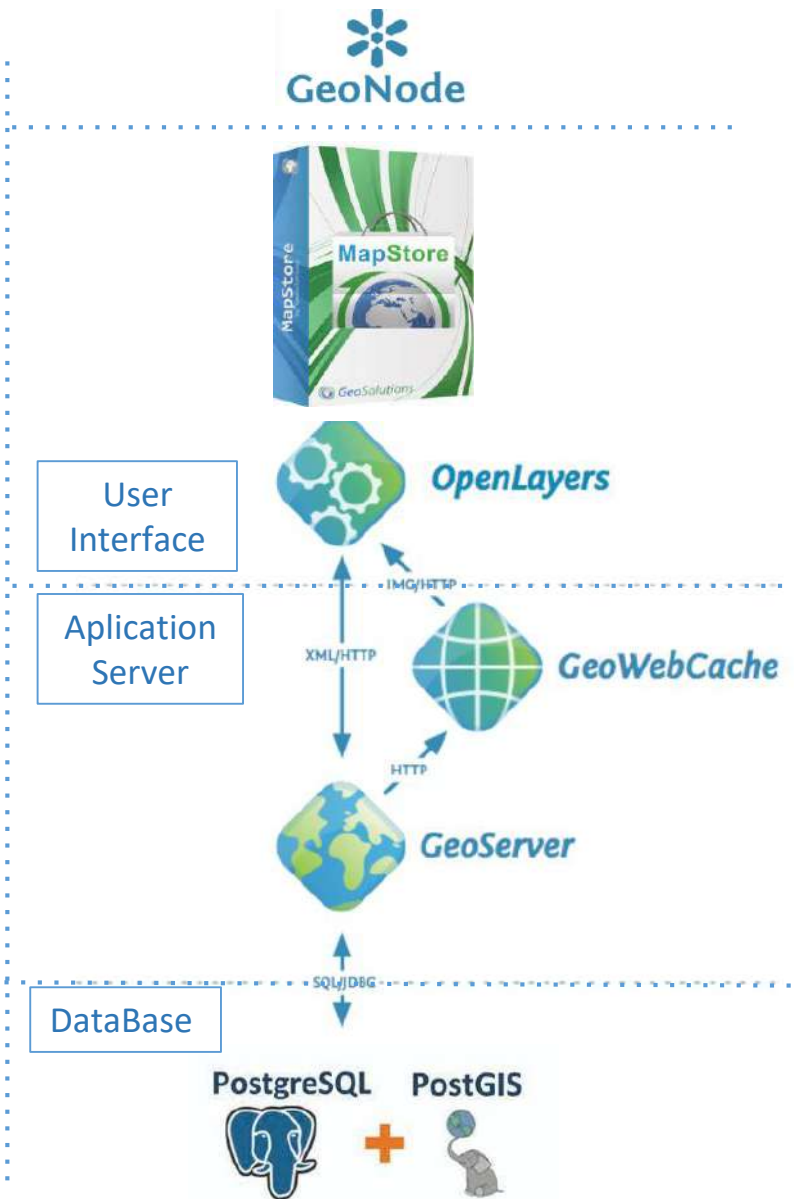 GeoNode
MapStore
MapStore
GeoSolutions
OpenLayers
User
Interface
IMG/HTTP
Aplication
Server
XML/HTTP
GeoWebCache
HTTP
GeoServer
SQL/JDBC
DataBase
PostgreSQL PostGIS
+